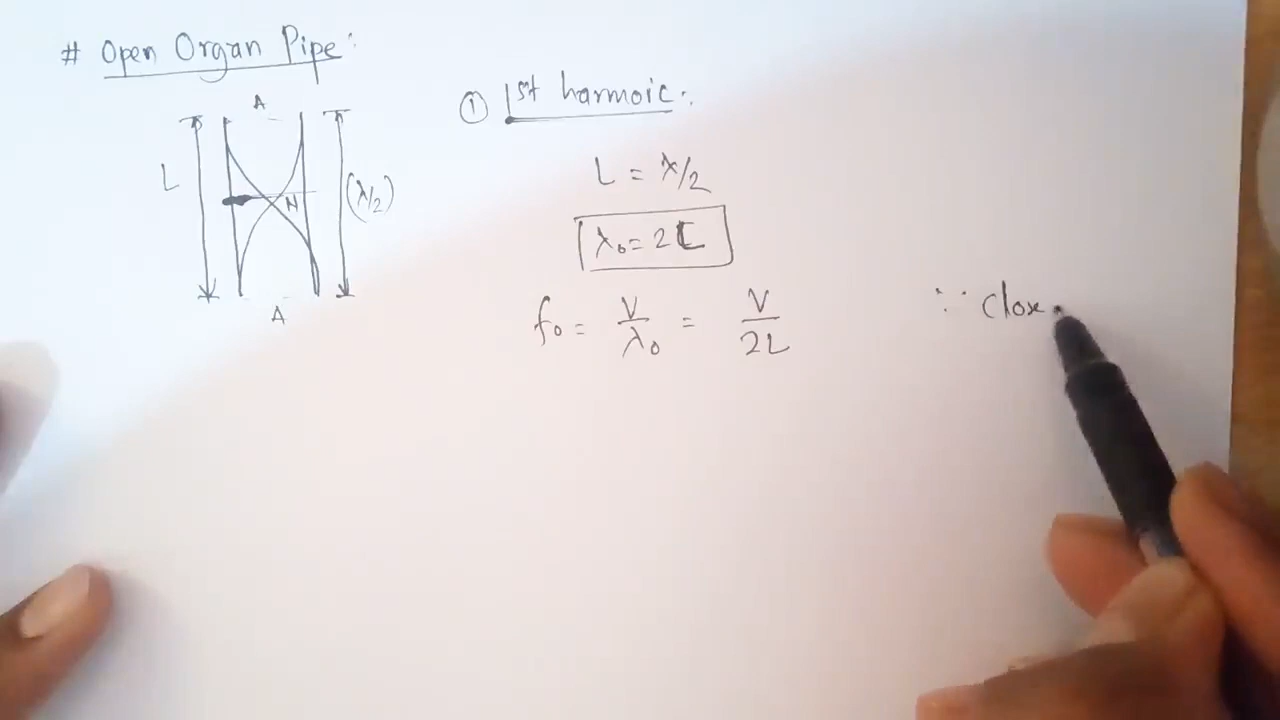 # Open Organ Pipe:
A
① 1st harmoic:
L
N
(λ/2)
A
L = λ/2
λ₀ = 2L
f₀ = V/λ₀ = V/2L
∵ Close